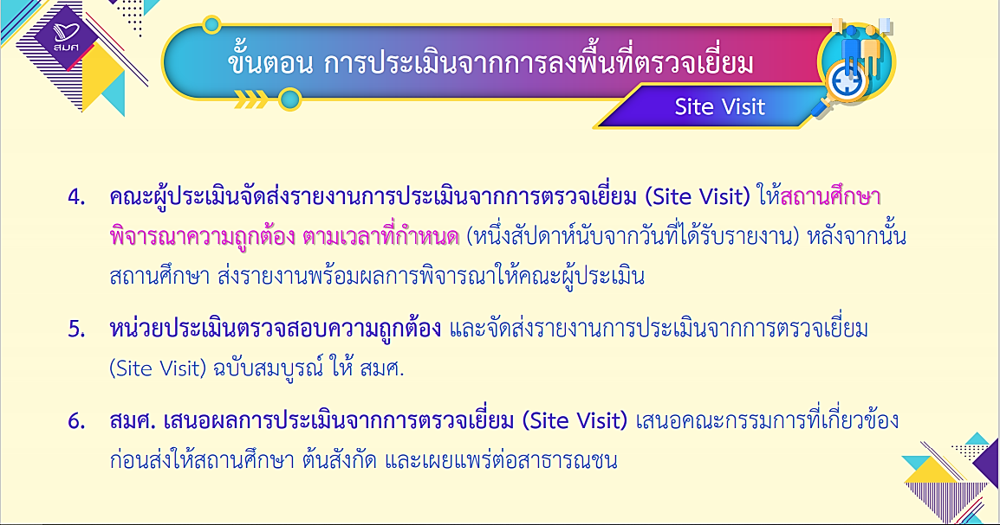 สมศ
ขั้นตอน การประเมินจากการลงพื้นที่ตรวจเยี่ยม
Site Visit
4. คณะผู้ประเมินจัดส่งรายงานการประเมินจากการตรวจเยี่ยม (Site Visit) ให้สถานศึกษา
พิจารณาความถูกต้อง ตามเวลาที่กำหนด (หนึ่งสัปดาห์นับจากวันที่ได้รับรายงาน) หลังจากนั้น
สถานศึกษา ส่งรายงานพร้อมผลการพิจารณาให้คณะผู้ประเมิน
5. หน่วยประเมินตรวจสอบความถูกต้อง และจัดส่งรายงานการประเมินจากการตรวจเยี่ยม
(Site Visit) ฉบับสมบูรณ์ ให้ สมศ.
6. สมศ. เสนอผลการประเมินจากการตรวจเยี่ยม (Site Visit) เสนอคณะกรรมการที่เกี่ยวข้อง
ก่อนส่งให้สถานศึกษา ต้นสังกัด และเผยแพร่ต่อสาธารณชน